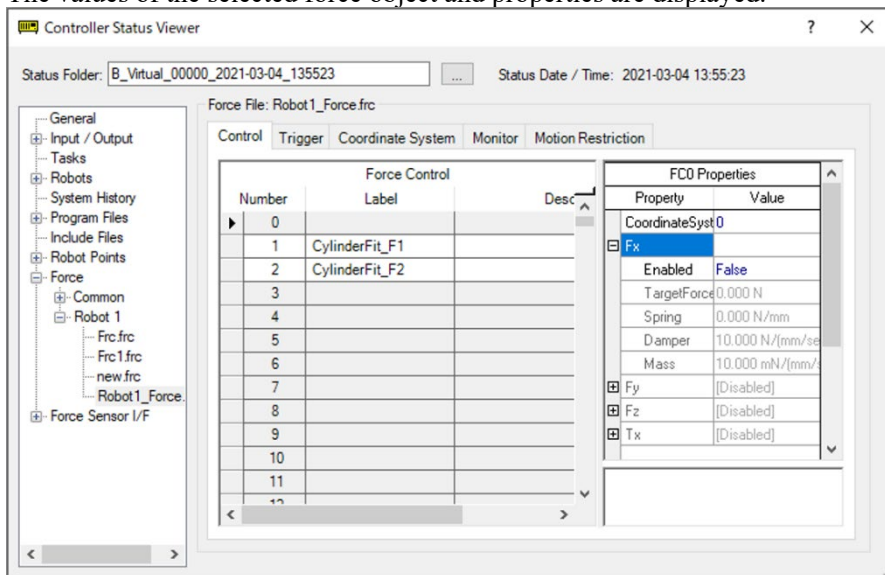 The values of the selected force object and properties are displayed.
Controller Status Viewer
?
Status Folder: B_Virtual_00000_2021-03-04_135523 ... Status Date / Time: 2021-03-04 13:55:23
General
Input / Output
Tasks
Robots
System History
Program Files
Include Files
Robot Points
Force
Common
Robot 1
Frc.frc
Frc1.frc
new.frc
Robot1_Force.
Force Sensor I/F
Force File: Robot1_Force.frc
Control Trigger Coordinate System Monitor Motion Restriction
Force Control
Number Label Desc
0
1 CylinderFit_F1
2 CylinderFit_F2
3
4
5
6
7
8
9
10
11
12
FC0 Properties
Property Value
CoordinateSyst 0
Fx
Enabled False
TargetForce 0.000 N
Spring 0.000 N/mm
Damper 10.000 N/(mm/se
Mass 10.000 mN/(mm/s
Fy [Disabled]
Fz [Disabled]
Tx [Disabled]